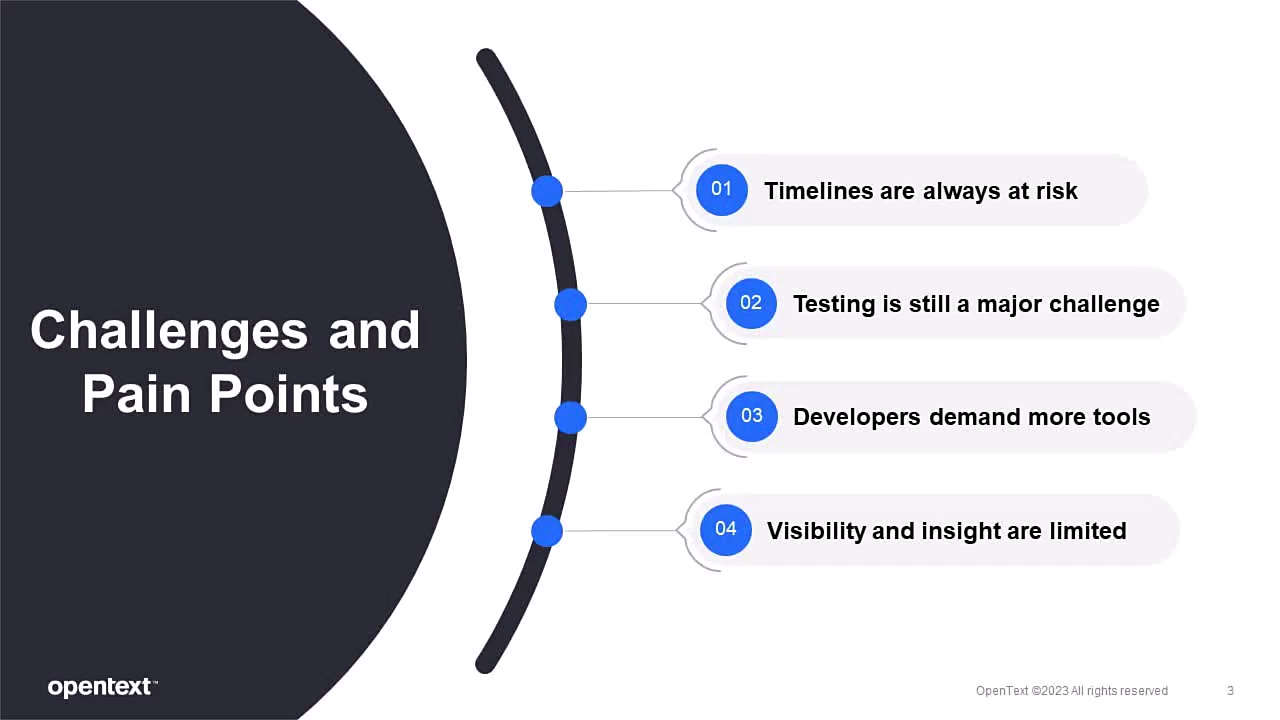 Challenges and
Pain Points
01 Timelines are always at risk
02 Testing is still a major challenge
03 Developers demand more tools
04 Visibility and insight are limited
opentext™
OpenText ©2023 All rights reserved 3